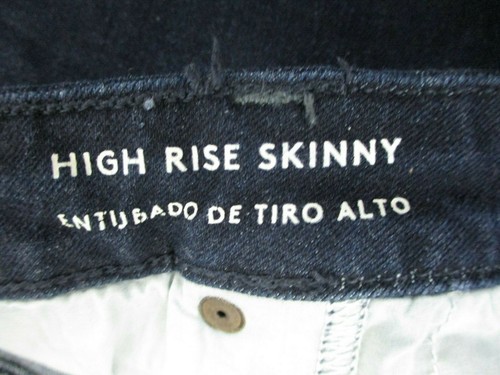 HIGH RISE SKINNY
ENTUBADO DE TIRO ALTO